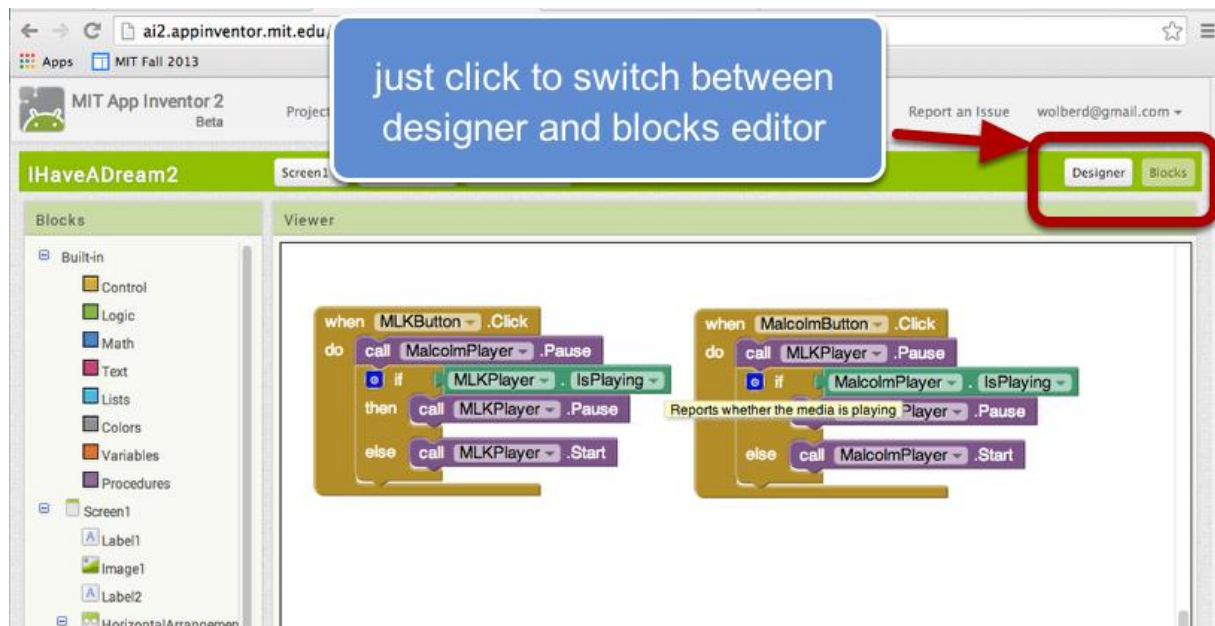 ai2.appinventor.mit.edu/
Apps MIT Fall 2013
just click to switch between
designer and blocks editor
MIT App Inventor 2
Beta
Project
Report an Issue
wolberd@gmail.com
IHaveADream2
Screen1
Designer
Blocks
Blocks
Viewer
Built-in
Control
Logic
Math
Text
Lists
Colors
Variables
Procedures
Screen1
Label1
Image1
Label2
HorizontalArrangemen
when MLKButton .Click
do call MalcolmPlayer .Pause
if MLKPlayer . IsPlaying
then call MLKPlayer .Pause
else call MLKPlayer .Start
when MalcolmButton .Click
do call MLKPlayer .Pause
if MalcolmPlayer . IsPlaying
Reports whether the media is playing
Player .Pause
else call MalcolmPlayer .Start